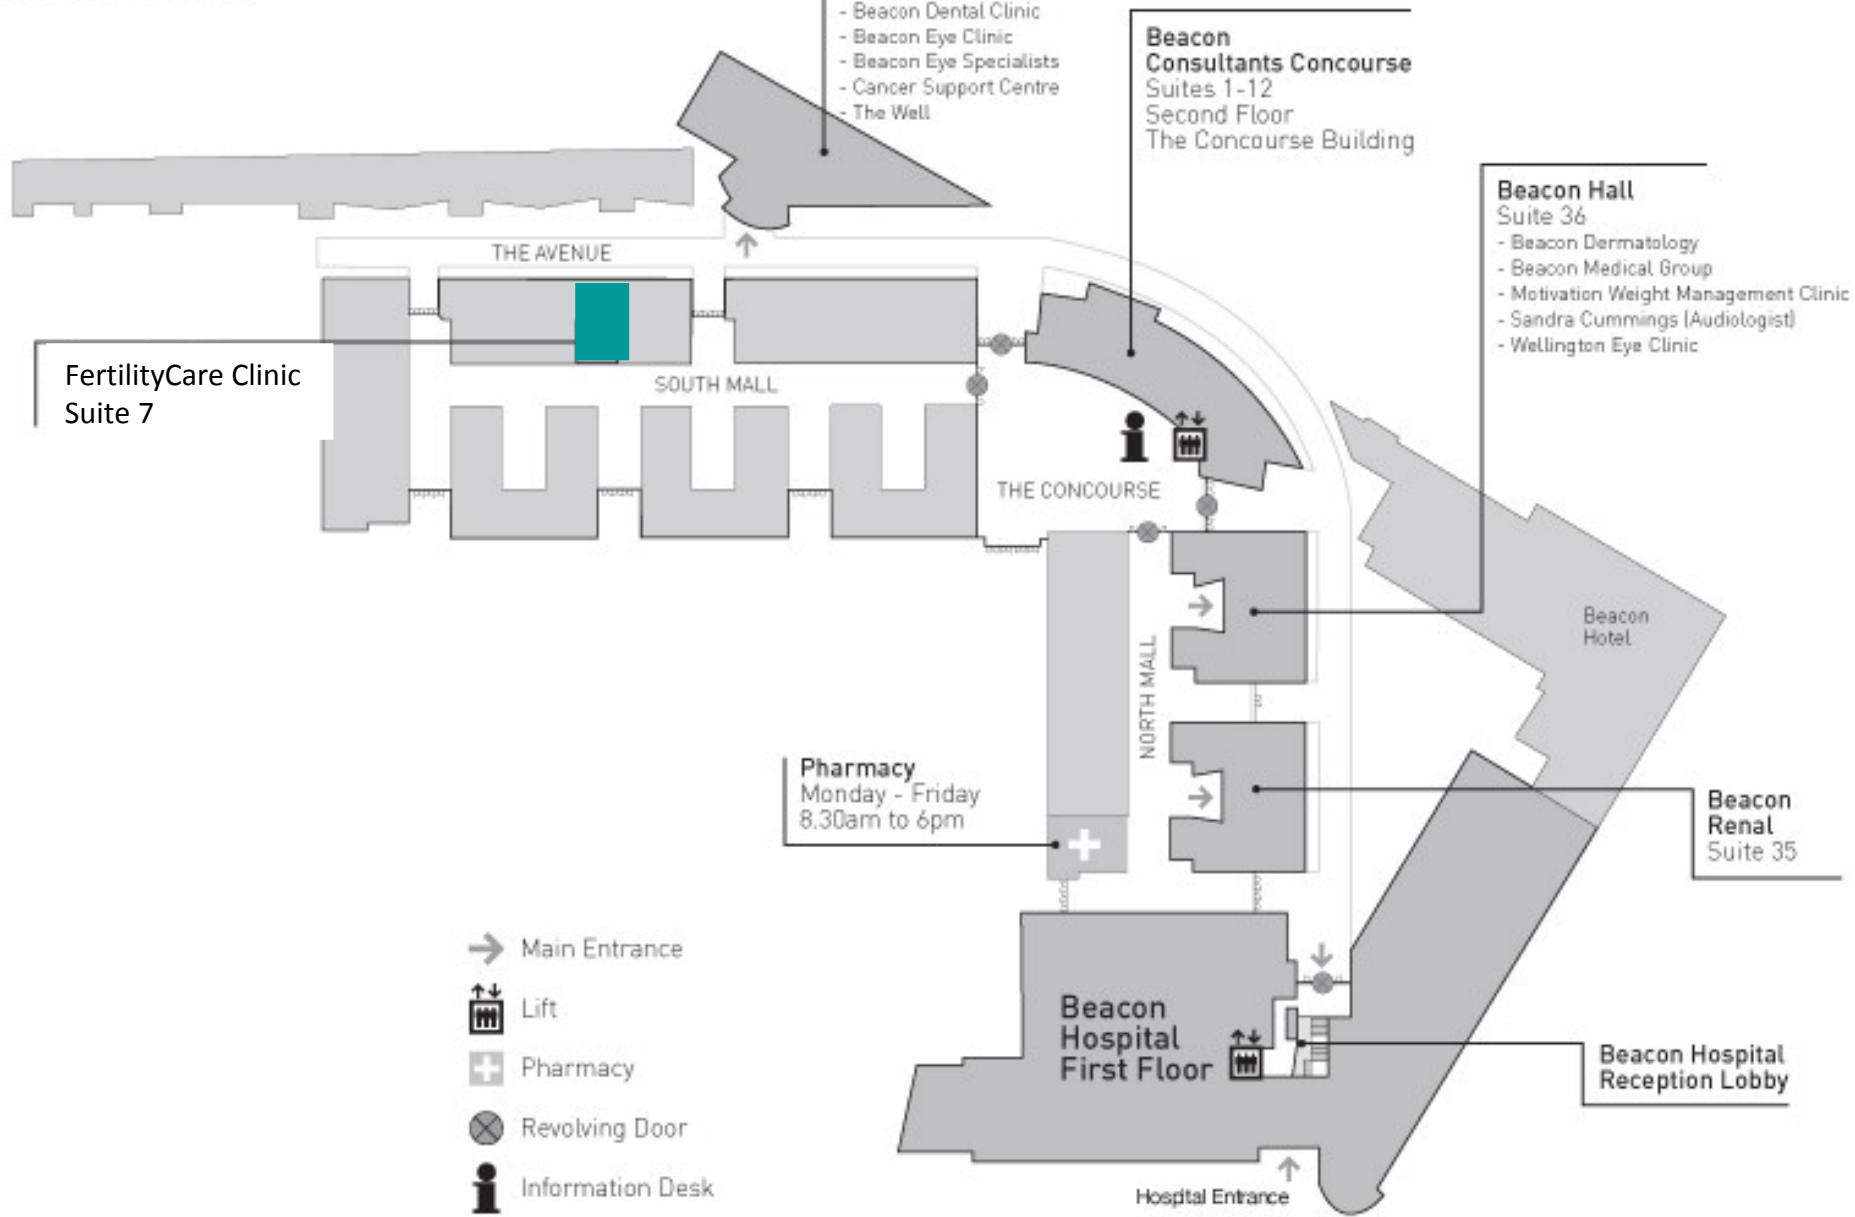 - Beacon Dental Clinic
- Beacon Eye Clinic
- Beacon Eye Specialists
- Cancer Support Centre
- The Well
Beacon
Consultants Concourse
Suites 1-12
Second Floor
The Concourse Building
Beacon Hall
Suite 36
- Beacon Dermatology
- Beacon Medical Group
- Motivation Weight Management Clinic
- Sandra Cummings (Audiologist)
- Wellington Eye Clinic
THE AVENUE
FertilityCare Clinic
Suite 7
SOUTH MALL
THE CONCOURSE
Beacon
Hotel
NORTH MALL
Pharmacy
Monday - Friday
8.30am to 6pm
Beacon
Renal
Suite 35
Main Entrance
Lift
Pharmacy
Revolving Door
Information Desk
Beacon
Hospital
First Floor
Beacon Hospital
Reception Lobby
Hospital Entrance